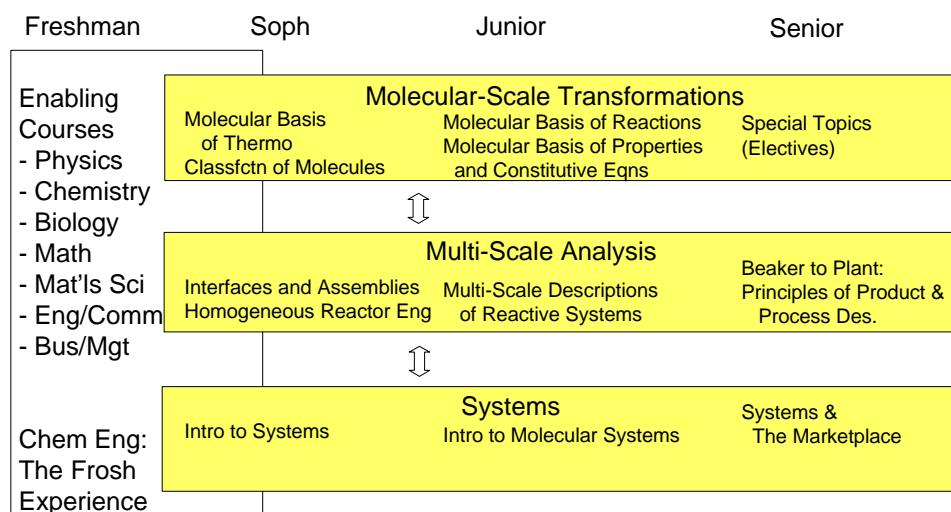 Freshman
Soph
Junior
Senior
Enabling
Courses
- Physics
- Chemistry
- Biology
- Math
- Mat'ls Sci
- Eng/Comm
- Bus/Mgt
Chem Eng:
The Frosh
Experience
Molecular-Scale Transformations
Molecular Basis
of Thermo
Classfctn of Molecules
Molecular Basis of Reactions
Molecular Basis of Properties
and Constitutive Eqns
Special Topics
(Electives)
Multi-Scale Analysis
Interfaces and Assemblies
Homogeneous Reactor Eng
Multi-Scale Descriptions
of Reactive Systems
Beaker to Plant:
Principles of Product &
Process Des.
Systems
Intro to Systems
Intro to Molecular Systems
Systems &
The Marketplace